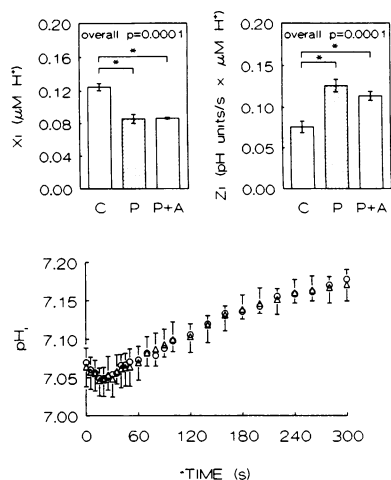 overall p=0.0001
*
*
0.20
0.16
0.12
0.08
0.04
0.00
XI (μM H+)
C P P+A
overall p=0.0001
*
*
0.20
0.15
0.10
0.05
0.00
ZI (pH units/s × μM H+)
C P P+A
7.20
7.15
7.10
7.05
7.00
pHi
0 60 120 180 240 300
TIME (s)